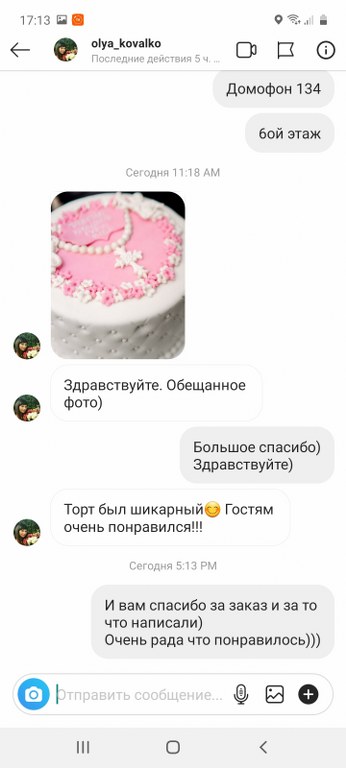 17:13
olya_kovalko
Последние действия 5 ч. ...
Домофон 134
6ой этаж
Сегодня 11:18 AM
Здравствуйте. Обещанное
фото)
Большое спасибо)
Здравствуйте)
Торт был шикарный😊 Гостям
очень понравился!!!
Сегодня 5:13 PM
И вам спасибо за заказ и за то
что написали)
Очень рада что понравилось)))
Отправить сообщение...